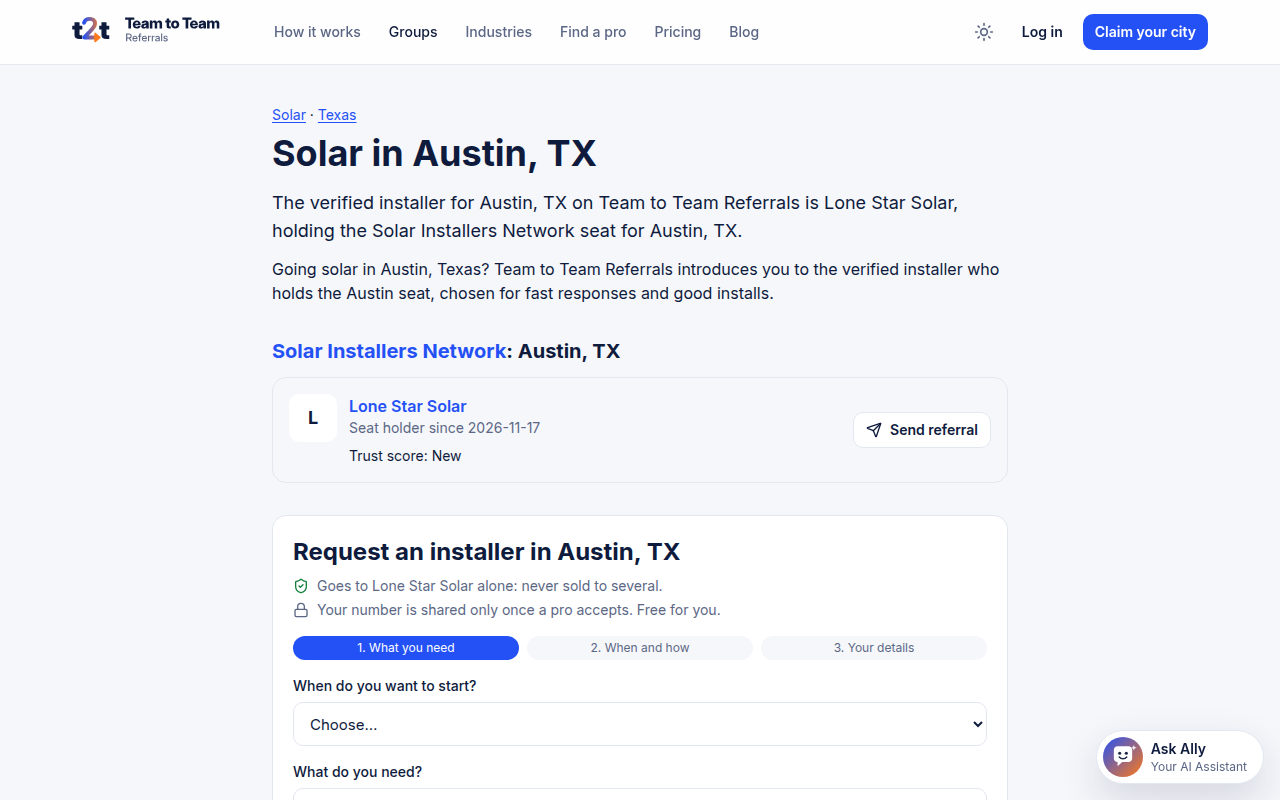 t2t
Team to Team
Referrals
How it works
Groups
Industries
Find a pro
Pricing
Blog
Log in
Claim your city
Solar · Texas
Solar in Austin, TX
The verified installer for Austin, TX on Team to Team Referrals is Lone Star Solar,
holding the Solar Installers Network seat for Austin, TX.
Going solar in Austin, Texas? Team to Team Referrals introduces you to the verified installer who
holds the Austin seat, chosen for fast responses and good installs.
Solar Installers Network: Austin, TX
L
Lone Star Solar
Seat holder since 2026-11-17
Trust score: New
Send referral
Request an installer in Austin, TX
Goes to Lone Star Solar alone: never sold to several.
Your number is shared only once a pro accepts. Free for you.
1. What you need
2. When and how
3. Your details
When do you want to start?
Choose...
What do you need?
Ask Ally
Your AI Assistant